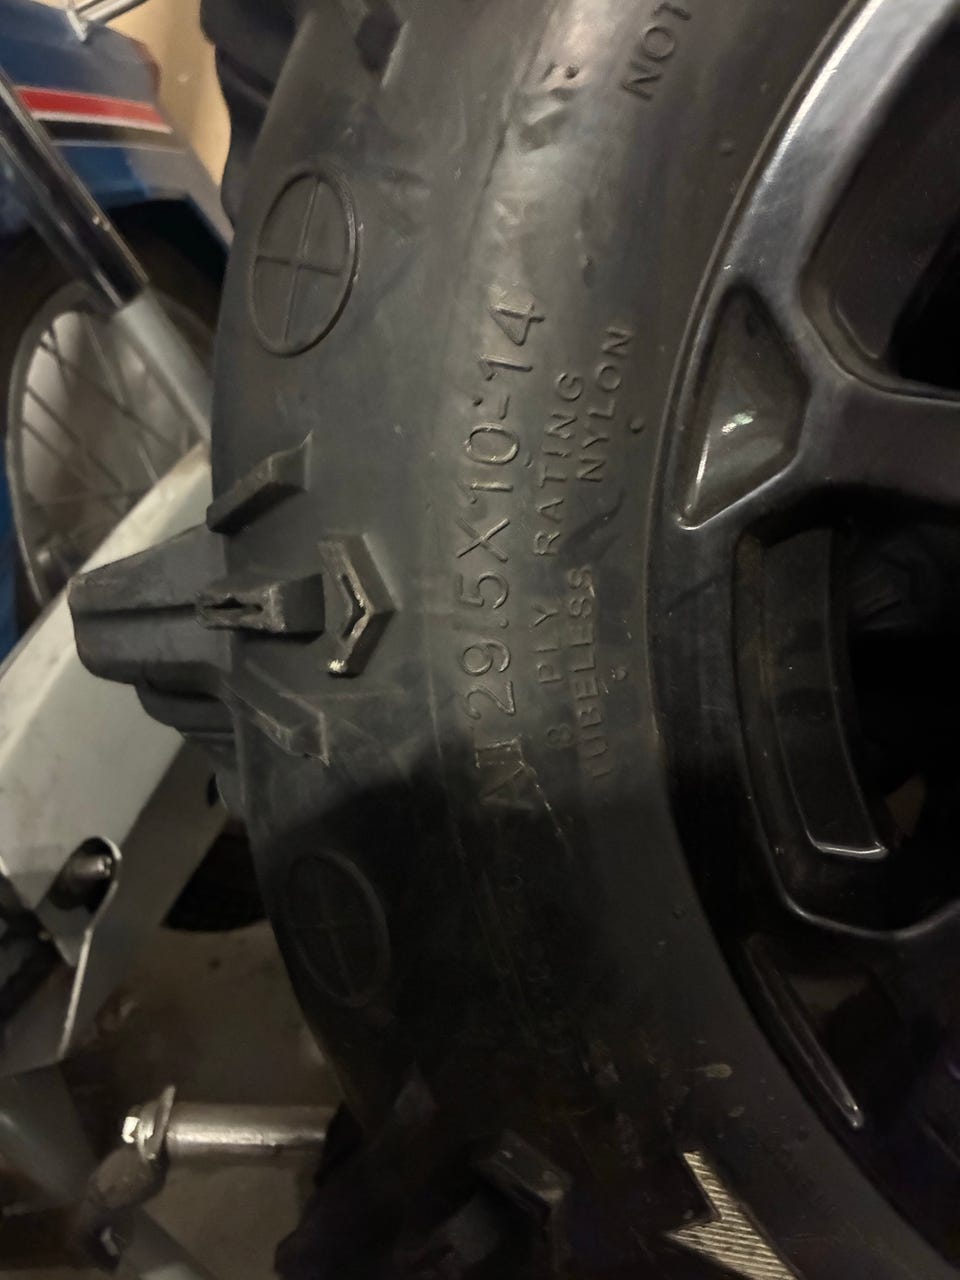 NOT
AT 29.5X10-14
8 PLY RATING
TUBELESS NYLON